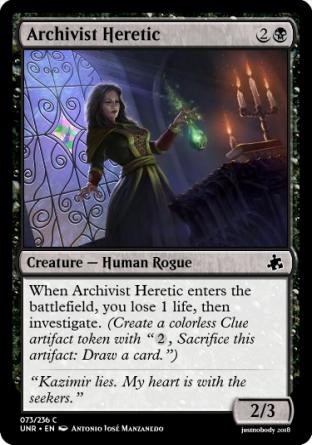 Archivist Heretic 2
Creature — Human Rogue
When Archivist Heretic enters the
battlefield, you lose 1 life, then
investigate. (Create a colorless Clue
artifact token with “2, Sacrifice this
artifact: Draw a card.”)
“Kazimir lies. My heart is with the
seekers.”
2/3
073/236 C
UNR • EN Antonio José Manzanedo
justnobody 2018